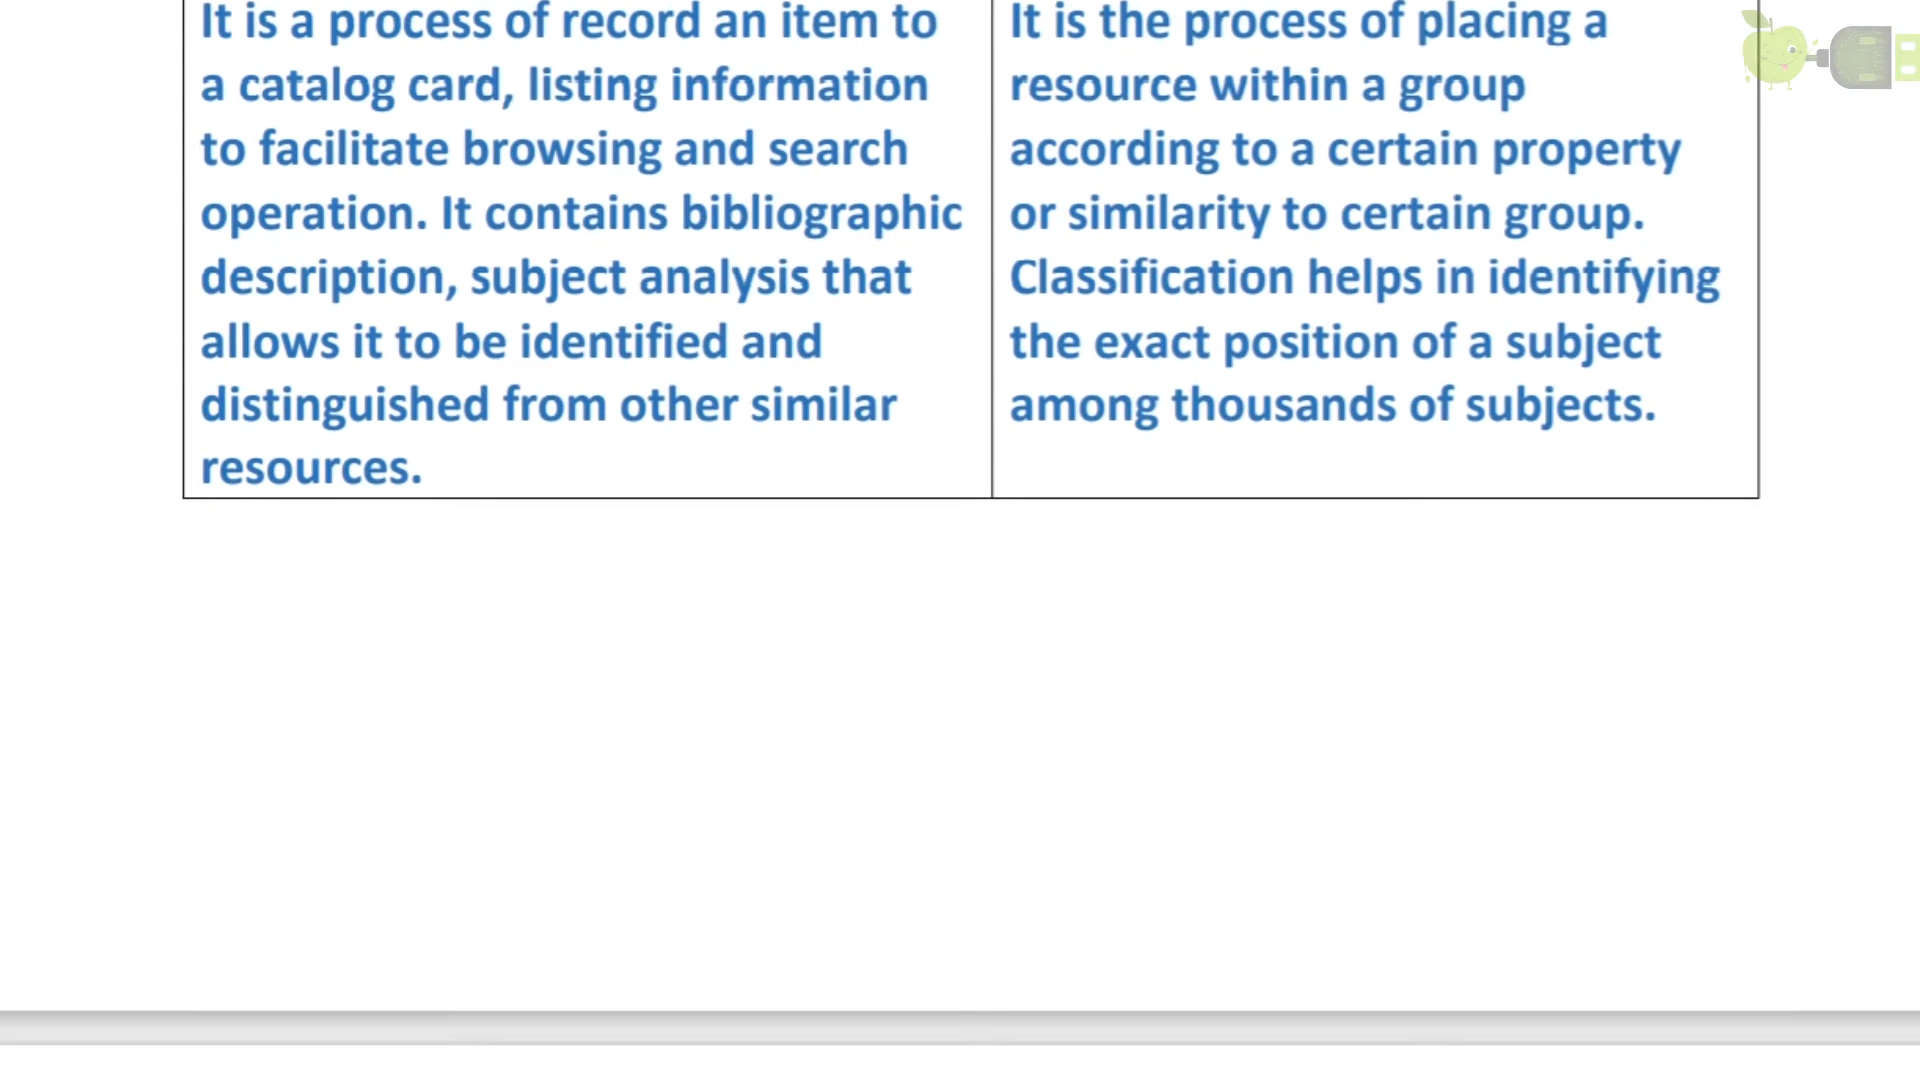 It is a process of record an item to
a catalog card, listing information
to facilitate browsing and search
operation. It contains bibliographic
description, subject analysis that
allows it to be identified and
distinguished from other similar
resources.
It is the process of placing a
resource within a group
according to a certain property
or similarity to certain group.
Classification helps in identifying
the exact position of a subject
among thousands of subjects.